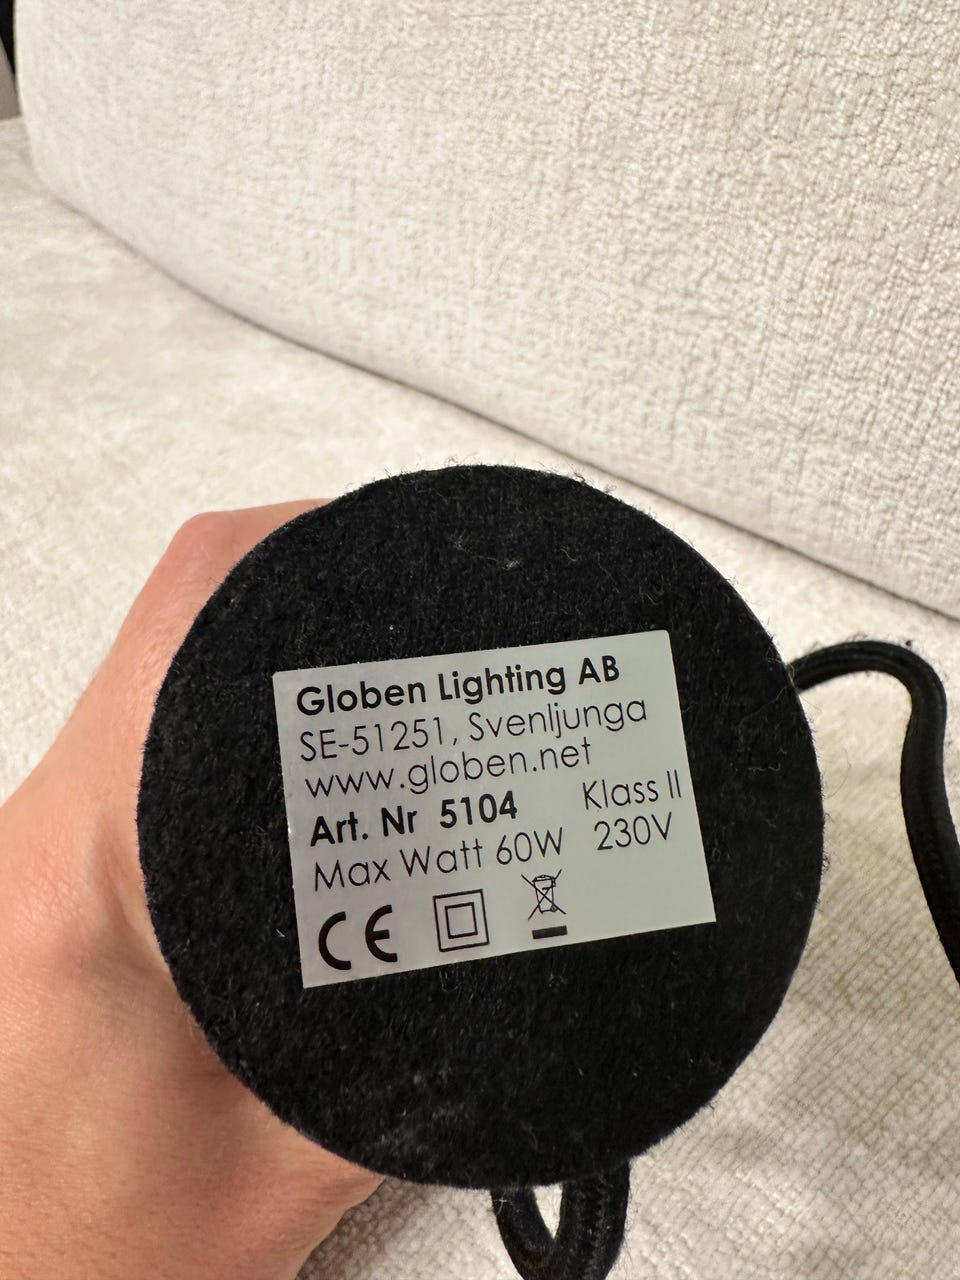 Globen Lighting AB
SE-51251, Svenljunga
www.globen.net
Art. Nr 5104 Klass II
Max Watt 60W 230V
CE